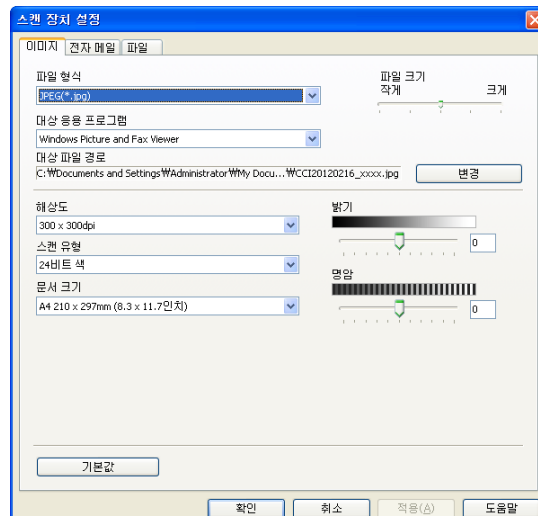 스캔 장치 설정
이미지 전자 메일 파일
파일 형식
JPEG(*.jpg)
파일 크기
작게 크게
대상 응용 프로그램
Windows Picture and Fax Viewer
대상 파일 경로
C:₩Documents and Settings₩Administrator₩My Docu...₩CCI20120216_xxxx.jpg 변경
해상도
300 x 300dpi
스캔 유형
24비트 색
문서 크기
A4 210 x 297mm (8.3 x 11.7인치)
밝기
0
명암
0
기본값
확인 취소 적용(A) 도움말